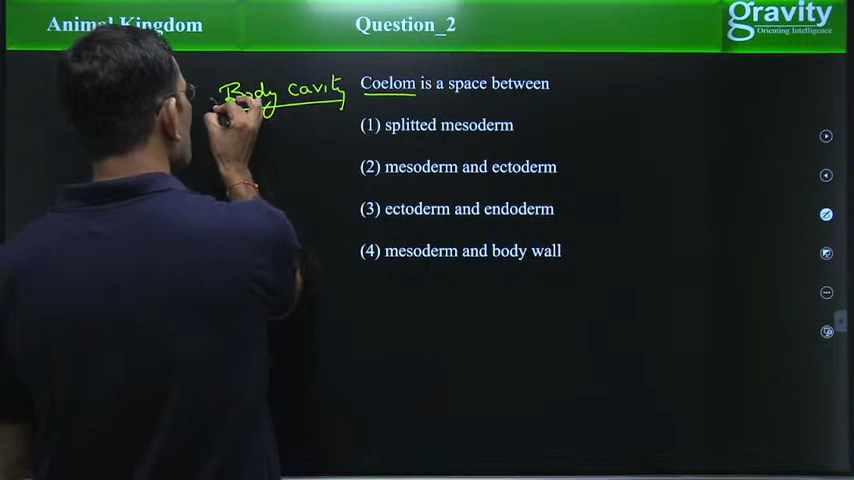 Animal Kingdom
Question_2
gravity
Orienting Intelligence
Body cavity
Coelom is a space between
(1) splitted mesoderm
(2) mesoderm and ectoderm
(3) ectoderm and endoderm
(4) mesoderm and body wall